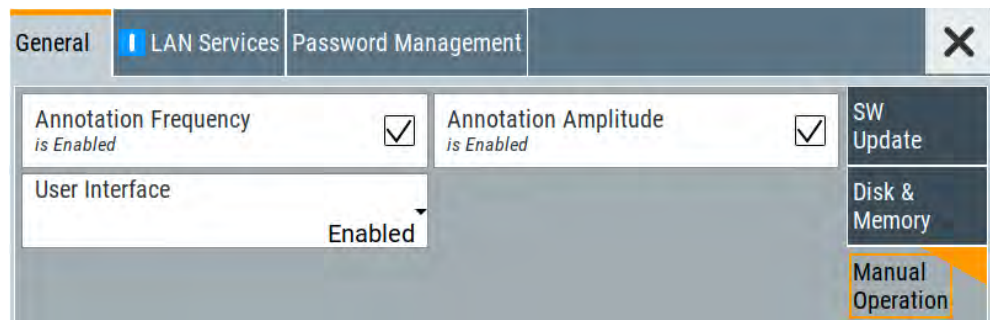 General
LAN Services
Password Management
Annotation Frequency
is Enabled
Annotation Amplitude
is Enabled
SW
Update
User Interface
Enabled
Disk &
Memory
Manual
Operation